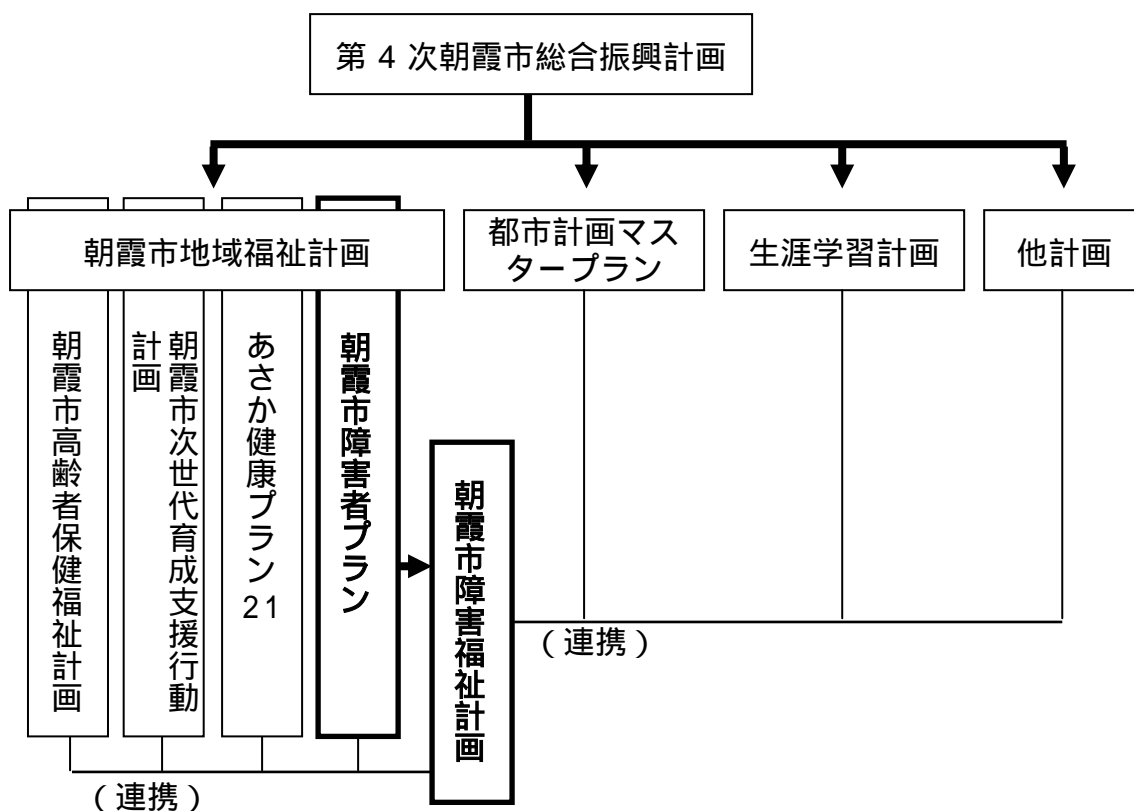 第4次朝霞市総合振興計画
朝霞市地域福祉計画
都市計画マス
タープラン
生涯学習計画
他計画
朝霞市高齢者保健福祉計画
朝霞市次世代育成支援行動
計画
あさか健康プラン21
朝霞市障害者プラン
朝霞市障害福祉計画
(連携)
(連携)